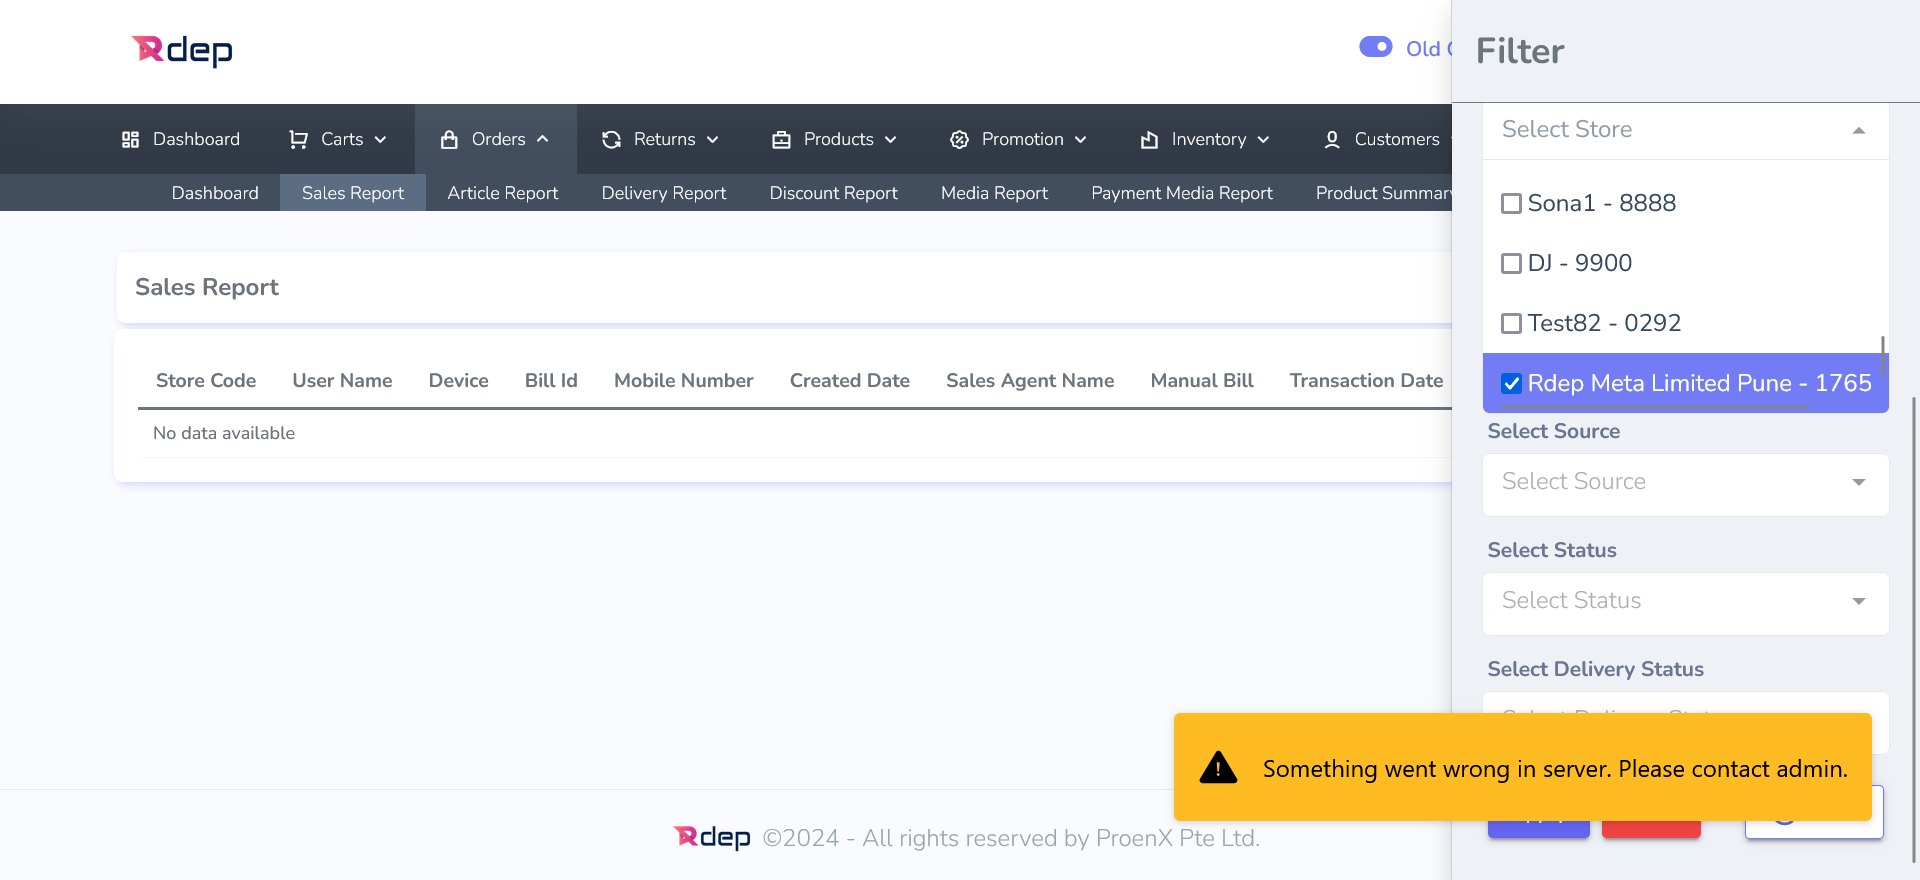 Rdep
Old
Filter
Dashboard Carts Orders Returns Products Promotion Inventory Customers
Dashboard Sales Report Article Report Delivery Report Discount Report Media Report Payment Media Report Product Summary
Select Store
Sona1 - 8888
DJ - 9900
Test82 - 0292
Rdep Meta Limited Pune - 1765
Sales Report
Store Code User Name Device Bill Id Mobile Number Created Date Sales Agent Name Manual Bill Transaction Date
No data available
Select Source
Select Source
Select Status
Select Status
Select Delivery Status
Something went wrong in server. Please contact admin.
Rdep ©2024 - All rights reserved by ProenX Pte Ltd.